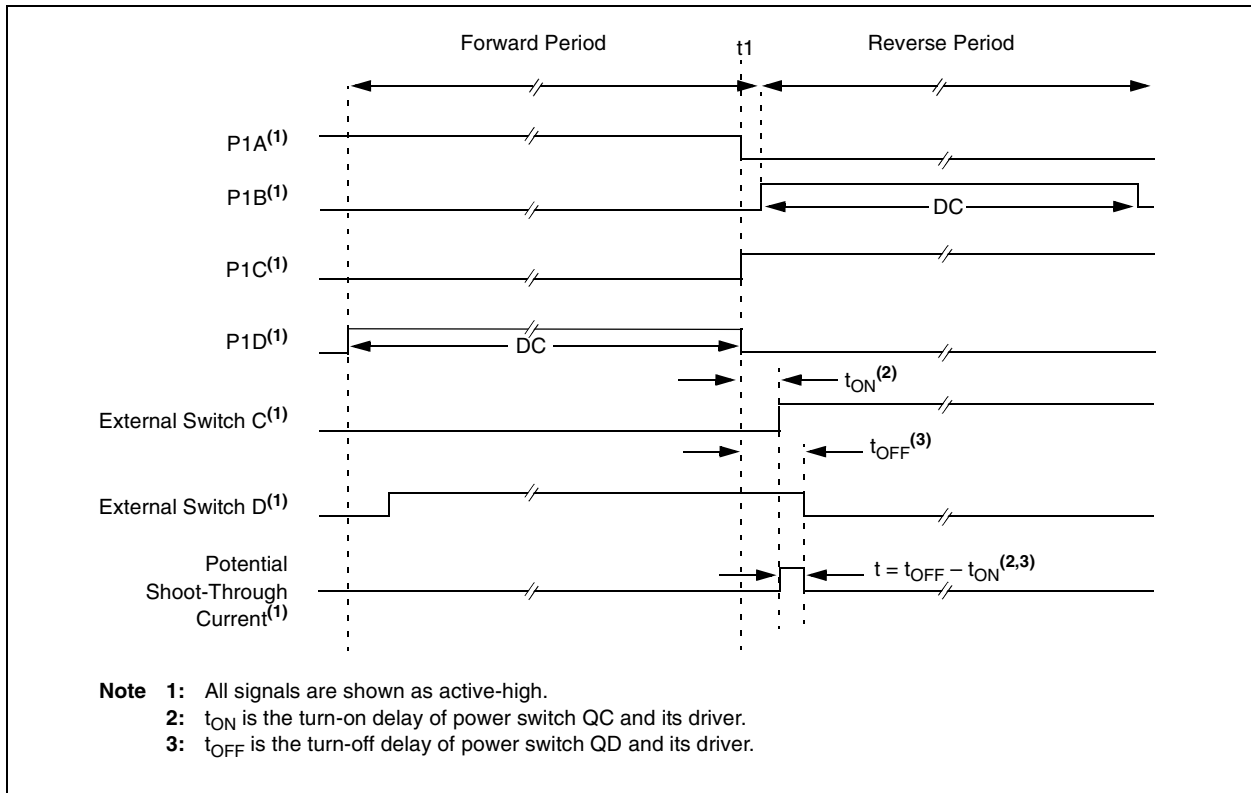 Forward Period
t1
Reverse Period
P1A(1)
P1B(1)
DC
P1C(1)
P1D(1)
DC
tON(2)
External Switch C(1)
tOFF(3)
External Switch D(1)
Potential
Shoot-Through
Current(1)
t = tOFF – tON(2,3)
Note 1: All signals are shown as active-high.
2: tON is the turn-on delay of power switch QC and its driver.
3: tOFF is the turn-off delay of power switch QD and its driver.